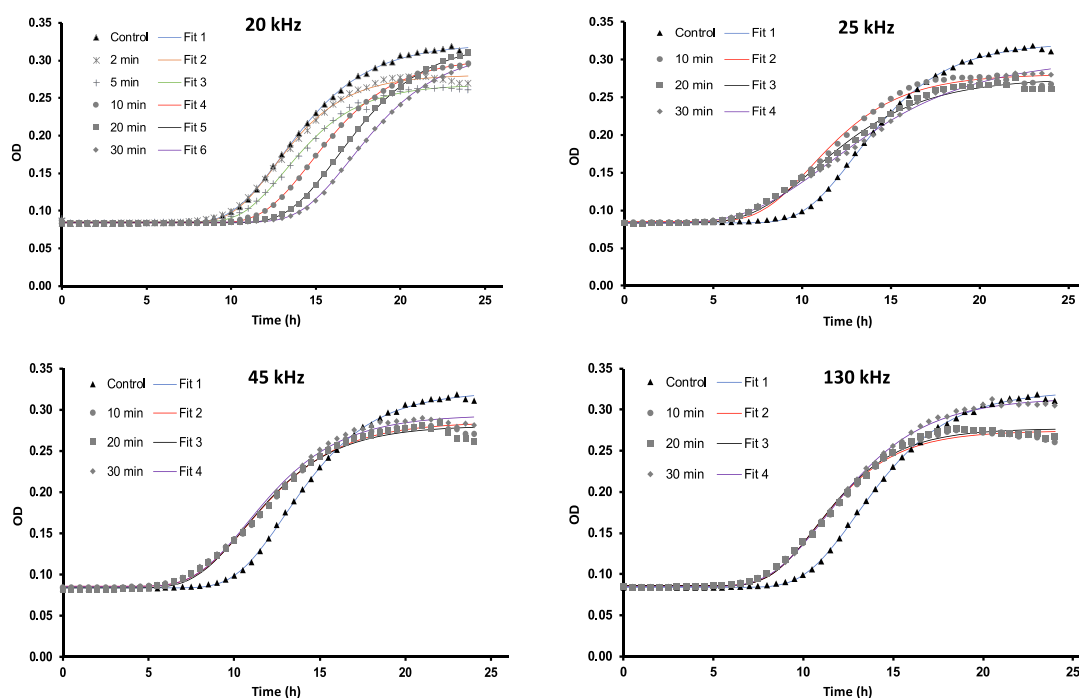 20 kHz
Control Fit 1
2 min Fit 2
5 min Fit 3
10 min Fit 4
20 min Fit 5
30 min Fit 6
OD
0.35
0.30
0.25
0.20
0.15
0.10
0.05
0.00
0 5 10 15 20 25
Time (h)
25 kHz
Control Fit 1
10 min Fit 2
20 min Fit 3
30 min Fit 4
OD
0.35
0.30
0.25
0.20
0.15
0.10
0.05
0.00
0 5 10 15 20 25
Time (h)
45 kHz
Control Fit 1
10 min Fit 2
20 min Fit 3
30 min Fit 4
OD
0.35
0.30
0.25
0.20
0.15
0.10
0.05
0.00
0 5 10 15 20 25
Time (h)
130 kHz
Control Fit 1
10 min Fit 2
20 min Fit 3
30 min Fit 4
OD
0.35
0.30
0.25
0.20
0.15
0.10
0.05
0.00
0 5 10 15 20 25
Time (h)